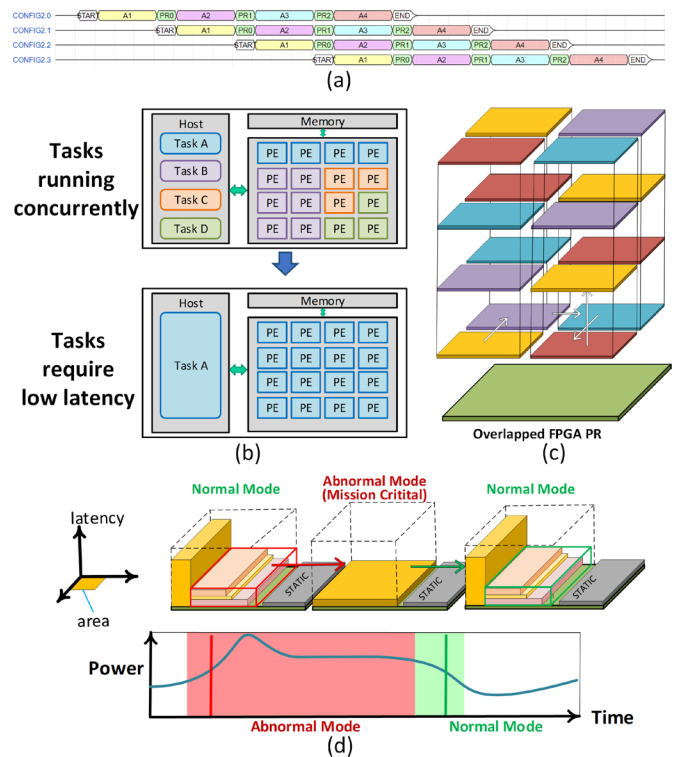 CONFIG2.0 START A1 PR0 A2 PR1 A3 PR2 A4 END
CONFIG2.1 START A1 PR0 A2 PR1 A3 PR2 A4 END
CONFIG2.2 START A1 PR0 A2 PR1 A3 PR2 A4 END
CONFIG2.3 START A1 PR0 A2 PR1 A3 PR2 A4 END
(a)
Tasks
running
concurrently
Host
Task A
Task B
Task C
Task D
Memory
PE PE PE PE
PE PE PE PE
PE PE PE PE
PE PE PE PE
Tasks
require
low latency
Host
Task A
Memory
PE PE PE PE
PE PE PE PE
PE PE PE PE
PE PE PE PE
(b)
Overlapped FPGA PR
(c)
latency
area
Normal Mode
Abnormal Mode
(Mission Critital)
Normal Mode
STATIC
STATIC
STATIC
Power
Time
Abnormal Mode
Normal Mode
(d)